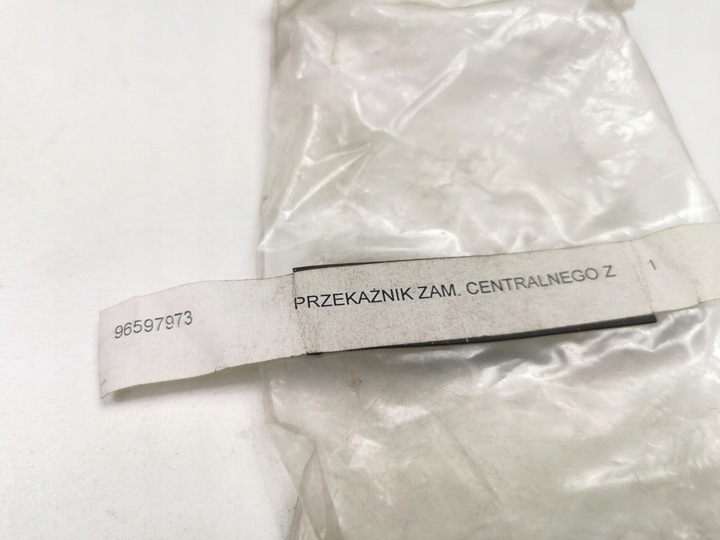 96597973 PRZEKAŹNIK ZAM. CENTRALNEGO Z 1